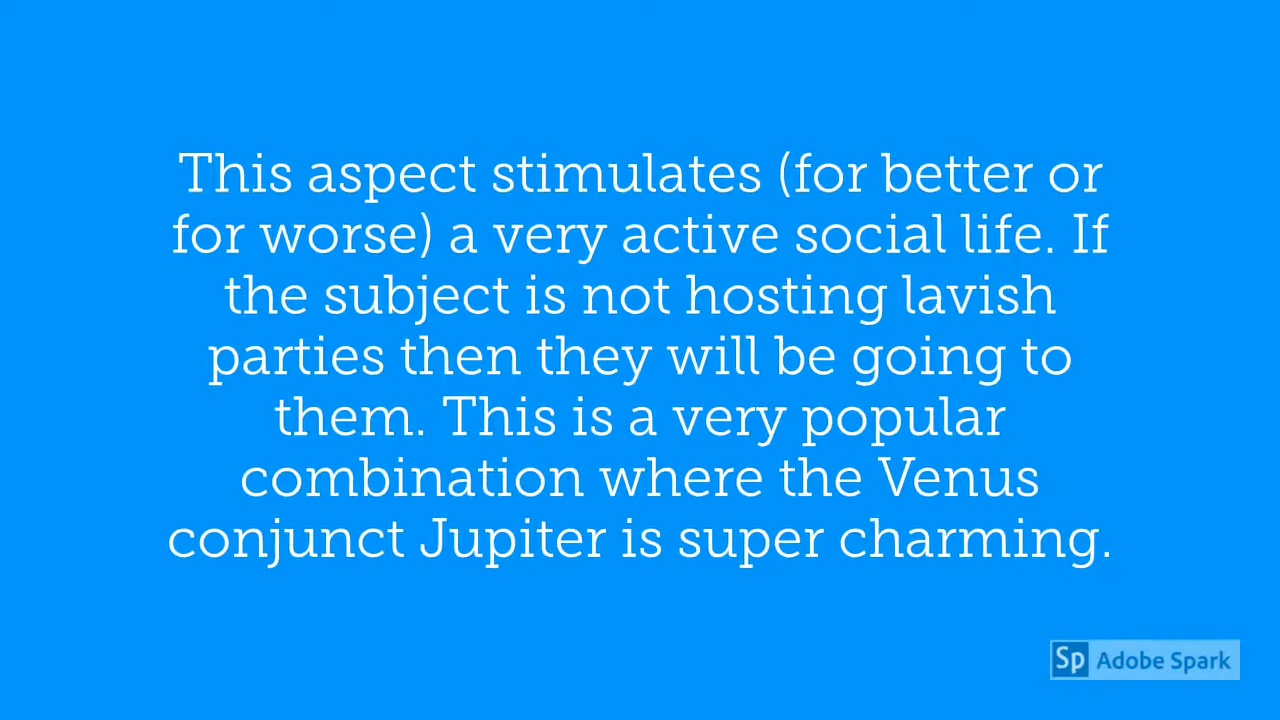 This aspect stimulates (for better or
for worse) a very active social life. If
the subject is not hosting lavish
parties then they will be going to
them. This is a very popular
combination where the Venus
conjunct Jupiter is super charming.
Sp Adobe Spark